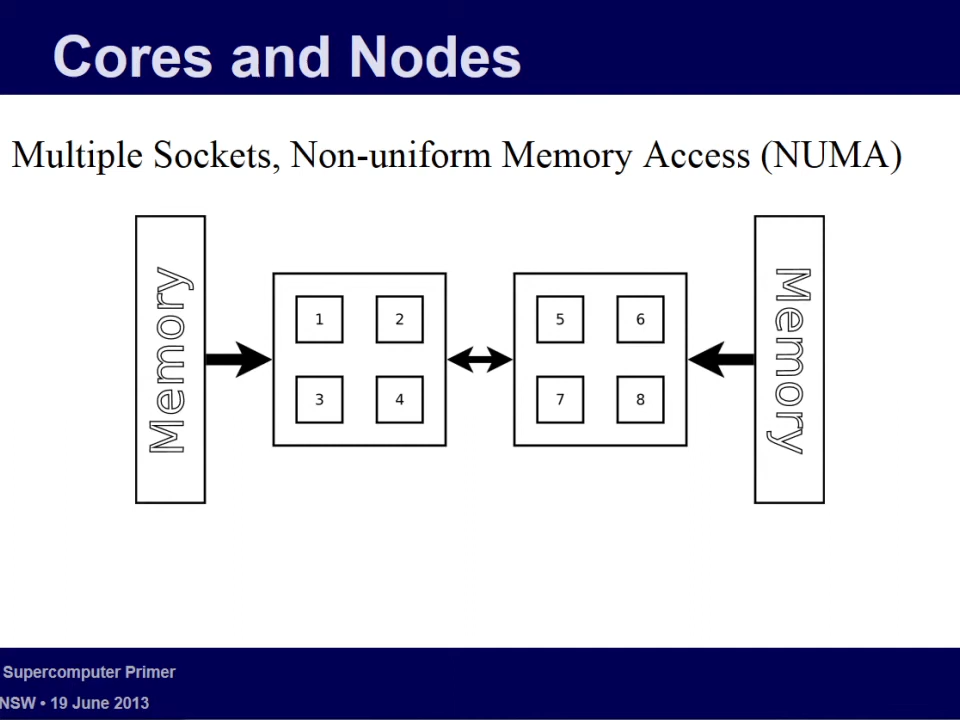 Cores and Nodes
Multiple Sockets, Non-uniform Memory Access (NUMA)
Memory
1 2
3 4
5 6
7 8
Memory
Supercomputer Primer
NSW • 19 June 2013